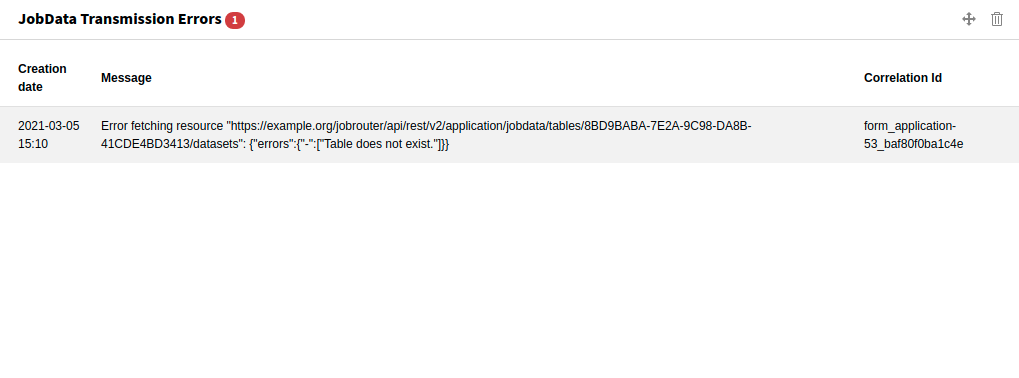 JobData Transmission Errors 1
Creation
date
Message
Correlation Id
2021-03-05
15:10
Error fetching resource "https://example.org/jobrouter/api/rest/v2/application/jobdata/tables/8BD9BABA-7E2A-9C98-DA8B-
41CDE4BD3413/datasets": {"errors":{"-":["Table does not exist."]}}
form_application-
53_baf80f0ba1c4e